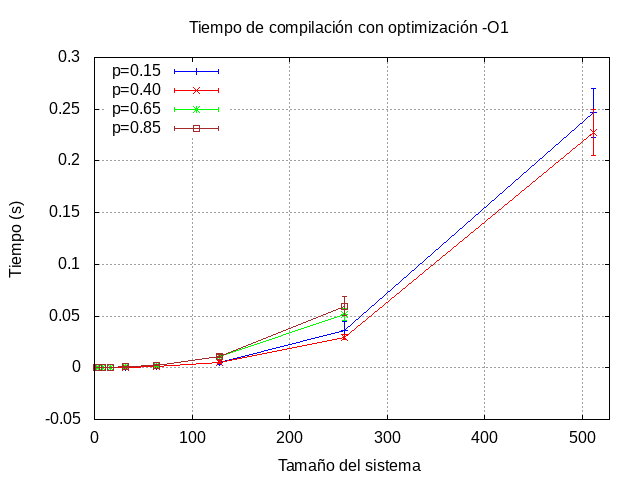 Tiempo de compilación con optimización -O1
0.3
0.25
0.2
0.15
0.1
0.05
0
-0.05
Tiempo (s)
p=0.15
p=0.40
p=0.65
p=0.85
0 100 200 300 400 500
Tamaño del sistema